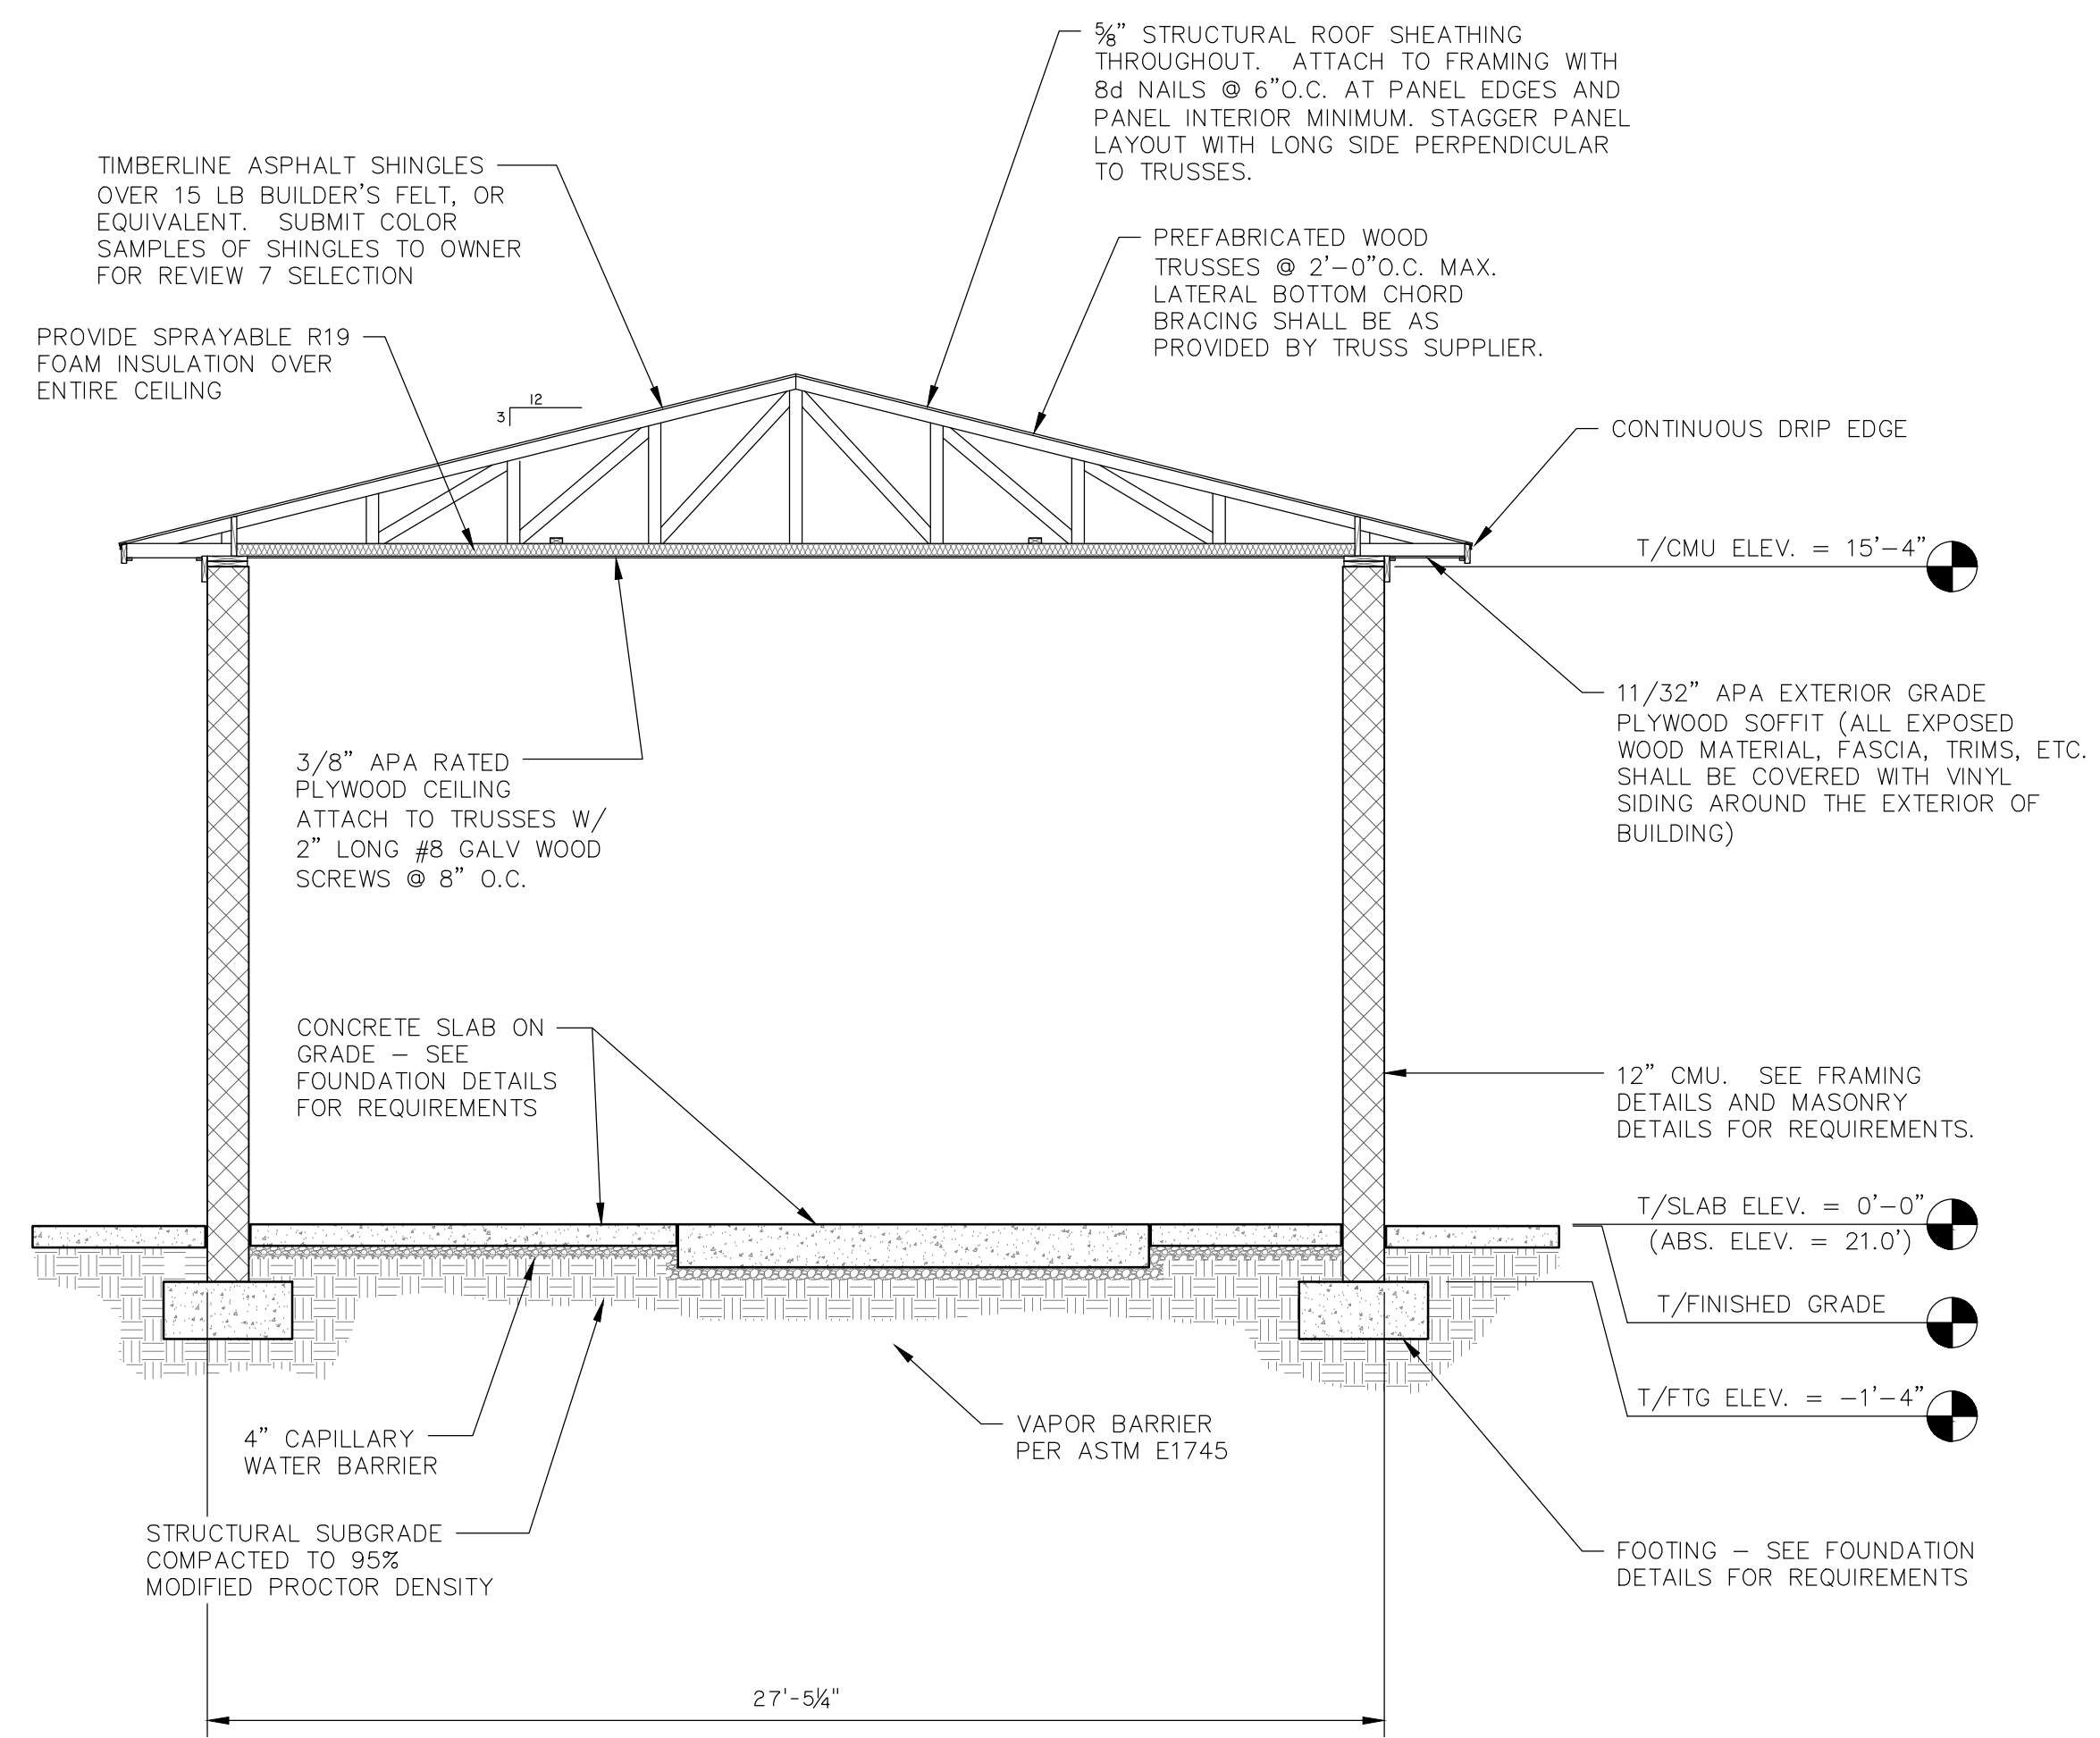 ⅝” STRUCTURAL ROOF SHEATHING
THROUGHOUT.  ATTACH TO FRAMING WITH
8d NAILS @ 6”O.C. AT PANEL EDGES AND
PANEL INTERIOR MINIMUM. STAGGER PANEL
LAYOUT WITH LONG SIDE PERPENDICULAR
TO TRUSSES.
TIMBERLINE ASPHALT SHINGLES
OVER 15 LB BUILDER’S FELT, OR
EQUIVALENT.  SUBMIT COLOR
SAMPLES OF SHINGLES TO OWNER
FOR REVIEW 7 SELECTION
PREFABRICATED WOOD
TRUSSES @ 2’–0”O.C. MAX.
LATERAL BOTTOM CHORD
BRACING SHALL BE AS
PROVIDED BY TRUSS SUPPLIER.
PROVIDE SPRAYABLE R19
FOAM INSULATION OVER
ENTIRE CEILING
12
3
CONTINUOUS DRIP EDGE
T/CMU ELEV. = 15’–4”
11/32” APA EXTERIOR GRADE
PLYWOOD SOFFIT (ALL EXPOSED
WOOD MATERIAL, FASCIA, TRIMS, ETC.
SHALL BE COVERED WITH VINYL
SIDING AROUND THE EXTERIOR OF
BUILDING)
3/8” APA RATED
PLYWOOD CEILING
ATTACH TO TRUSSES W/
2” LONG #8 GALV WOOD
SCREWS @ 8” O.C.
CONCRETE SLAB ON
GRADE – SEE
FOUNDATION DETAILS
FOR REQUIREMENTS
12” CMU.  SEE FRAMING
DETAILS AND MASONRY
DETAILS FOR REQUIREMENTS.
T/SLAB ELEV. = 0’–0”
(ABS. ELEV. = 21.0’)
T/FINISHED GRADE
T/FTG ELEV. = –1’–4”
4” CAPILLARY
WATER BARRIER
VAPOR BARRIER
PER ASTM E1745
STRUCTURAL SUBGRADE
COMPACTED TO 95%
MODIFIED PROCTOR DENSITY
FOOTING – SEE FOUNDATION
DETAILS FOR REQUIREMENTS
27'-5¼"